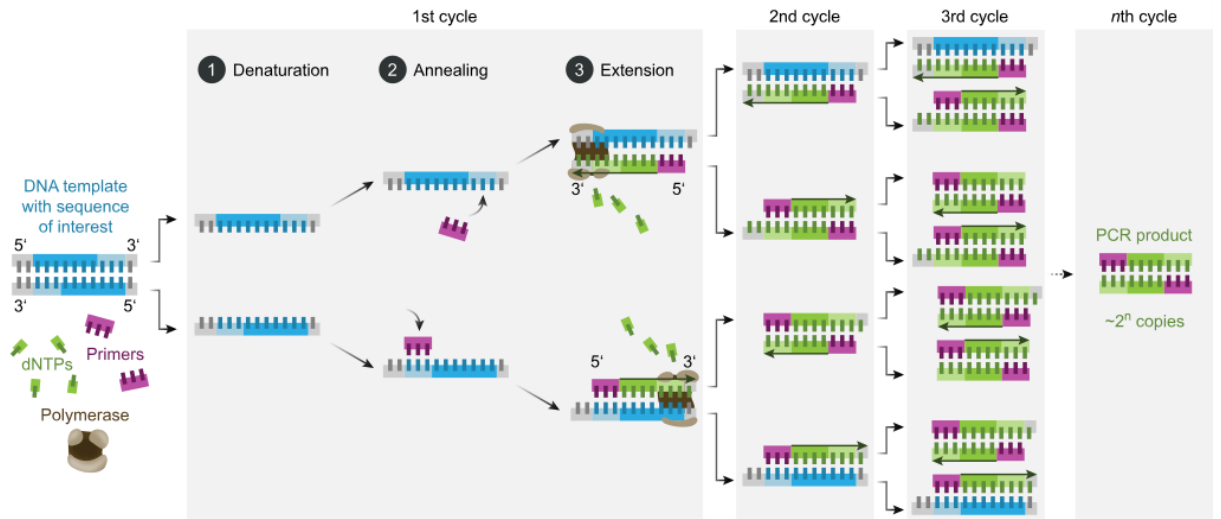 1st cycle
2nd cycle
3rd cycle
nth cycle
1 Denaturation
2 Annealing
3 Extension
DNA template
with sequence
of interest
5‘ 3‘
3‘ 5‘
Primers
dNTPs
Polymerase
3‘ 5‘
5‘ 3‘
PCR product
~2ⁿ copies